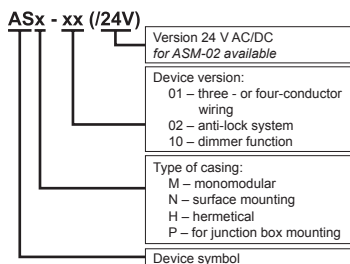 ASx - xx (/24V)
Version 24 V AC/DC
for ASM-02 available
Device version:
01 – three - or four-conductor
wiring
02 – anti-lock system
10 – dimmer function
Type of casing:
M – monomodular
N – surface mounting
H – hermetical
P – for junction box mounting
Device symbol